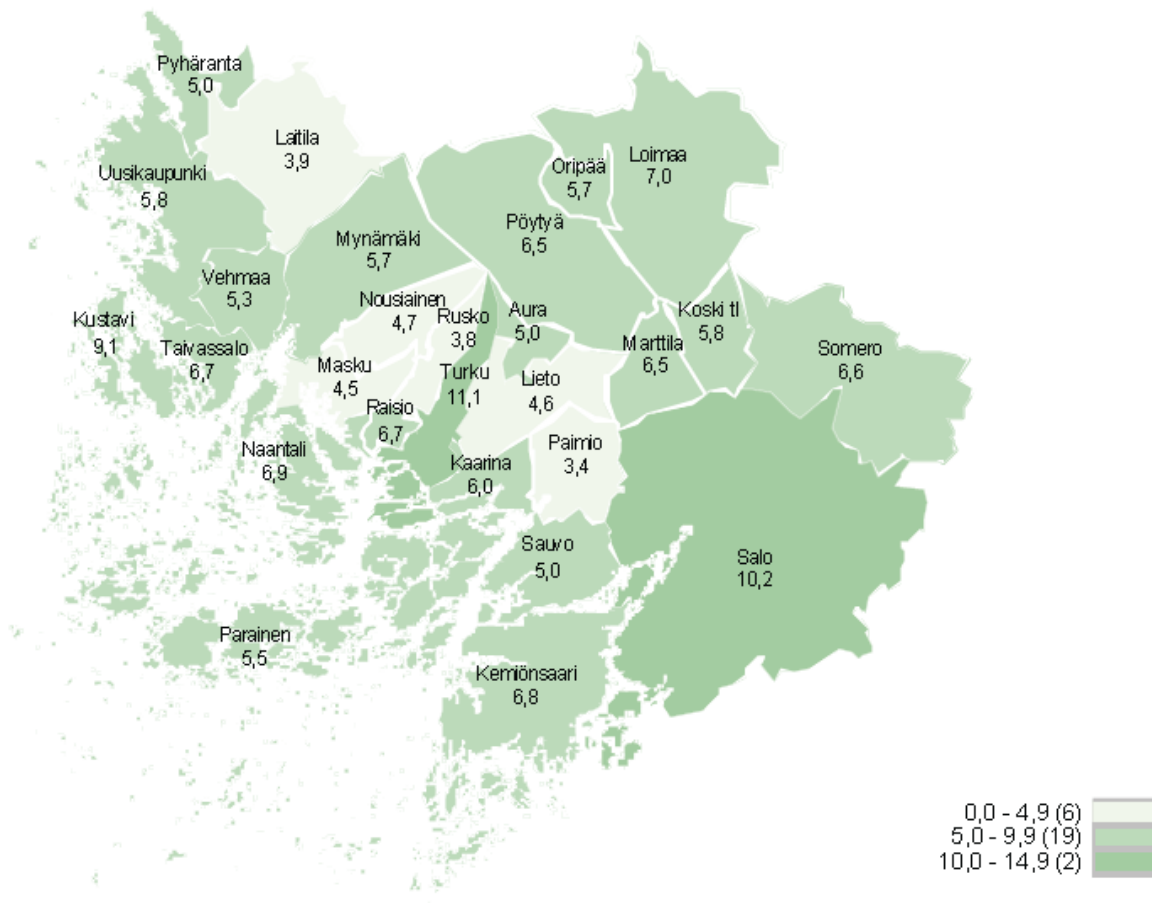 Pyhäranta
5,0
Laitila
3,9
Uusikaupunki
5,8
Oripää
5,7
Loimaa
7,0
Pöytyä
6,5
Mynämäki
5,7
Vehmaa
5,3
Nousiainen
4,7
Rusko
3,8
Aura
5,0
Koski tl
5,8
Kustavi
9,1
Taivassalo
6,7
Marttila
6,5
Somero
6,6
Masku
4,5
Turku
11,1
Lieto
4,6
Raisio
6,7
Naantali
6,9
Kaarina
6,0
Paimio
3,4
Sauvo
5,0
Salo
10,2
Parainen
5,5
Kemiönsaari
6,8
0,0 - 4,9 (6)
5,0 - 9,9 (19)
10,0 - 14,9 (2)